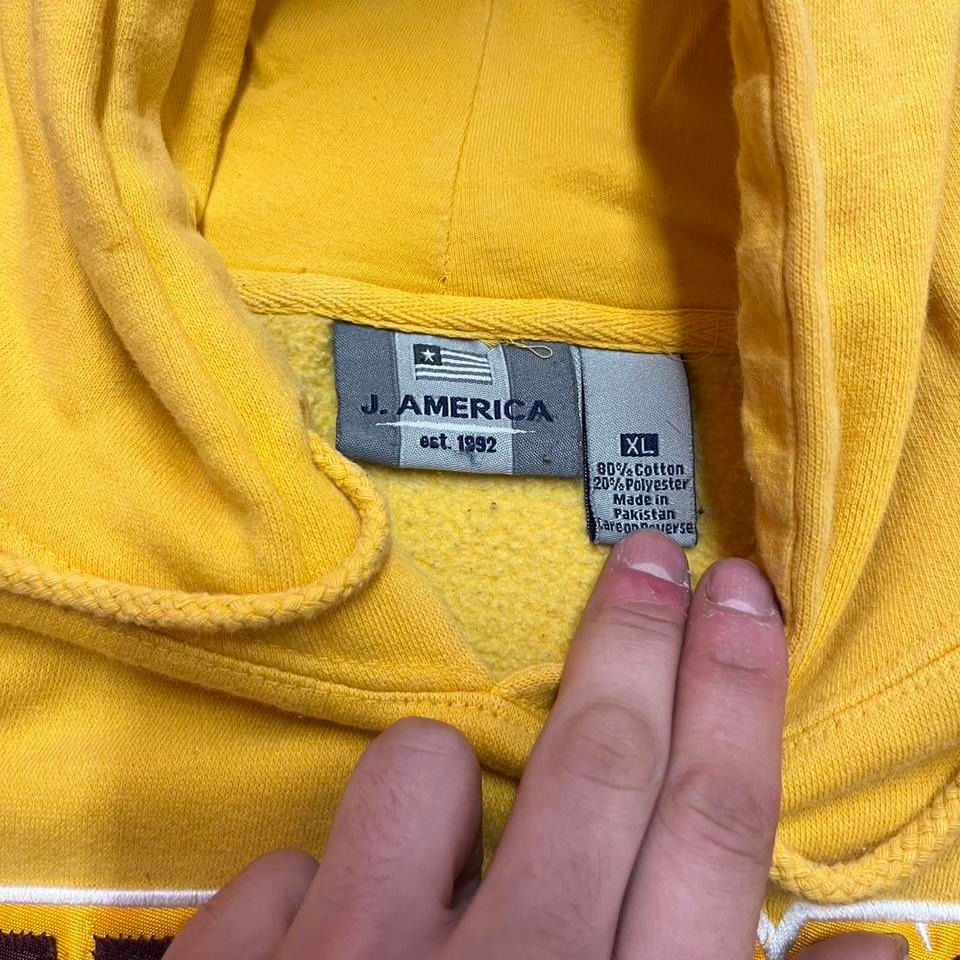 J. AMERICA
est. 1992
XL
80% Cotton
20% Polyester
Made in
Pakistan
Care on Reverse